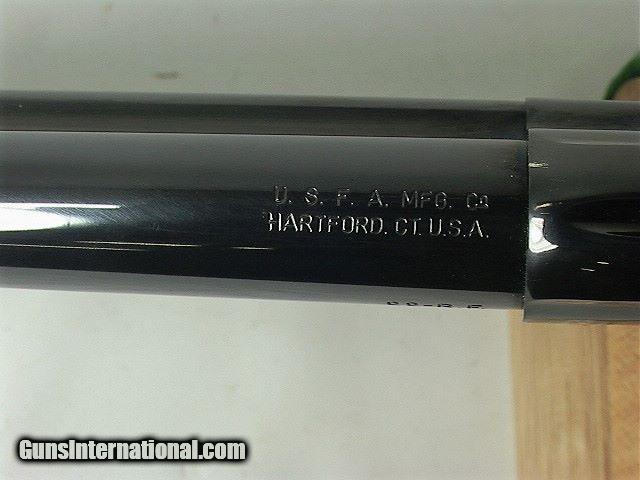 U. S. F. A. MFG. Co.
HARTFORD. CT. U.S.A.
GunsInternational.com